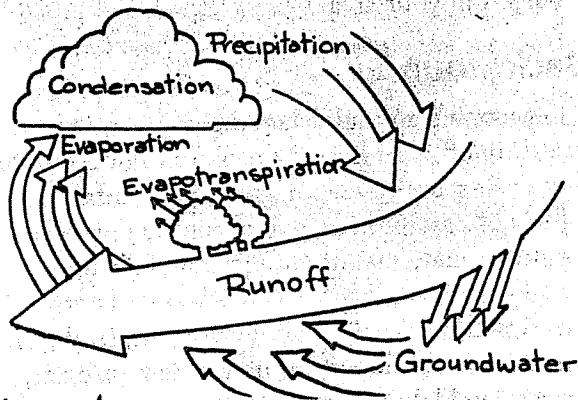 Precipitation
Condensation
Evaporation
Evapotranspiration
Runoff
Groundwater